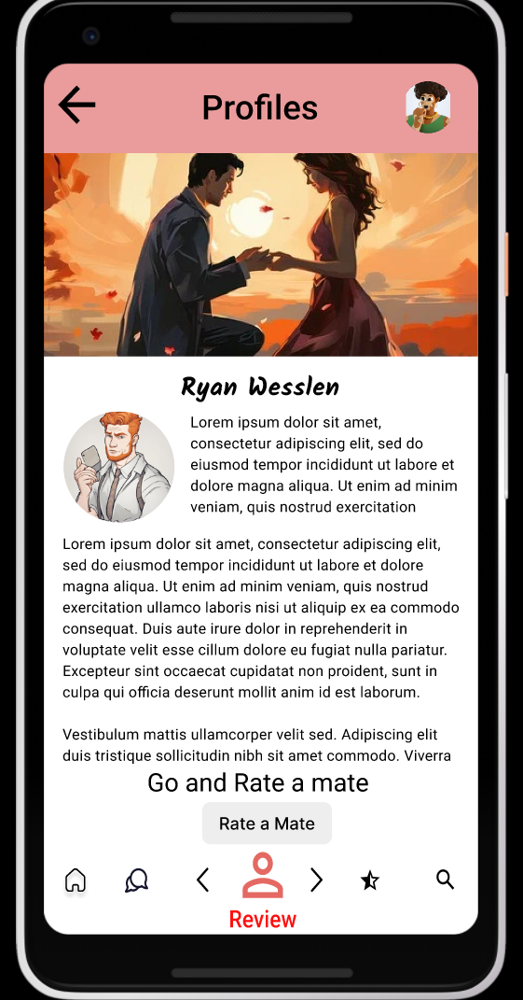 Profiles
Ryan Wesslen
Lorem ipsum dolor sit amet,
consectetur adipiscing elit, sed do
eiusmod tempor incididunt ut labore et
dolore magna aliqua. Ut enim ad minim
veniam, quis nostrud exercitation
Lorem ipsum dolor sit amet, consectetur adipiscing elit,
sed do eiusmod tempor incididunt ut labore et dolore
magna aliqua. Ut enim ad minim veniam, quis nostrud
exercitation ullamco laboris nisi ut aliquip ex ea commodo
consequat. Duis aute irure dolor in reprehenderit in
voluptate velit esse cillum dolore eu fugiat nulla pariatur.
Excepteur sint occaecat cupidatat non proident, sunt in
culpa qui officia deserunt mollit anim id est laborum.
Vestibulum mattis ullamcorper velit sed. Adipiscing elit
duis tristique sollicitudin nibh sit amet commodo. Viverra
Go and Rate a mate
Rate a Mate
Review